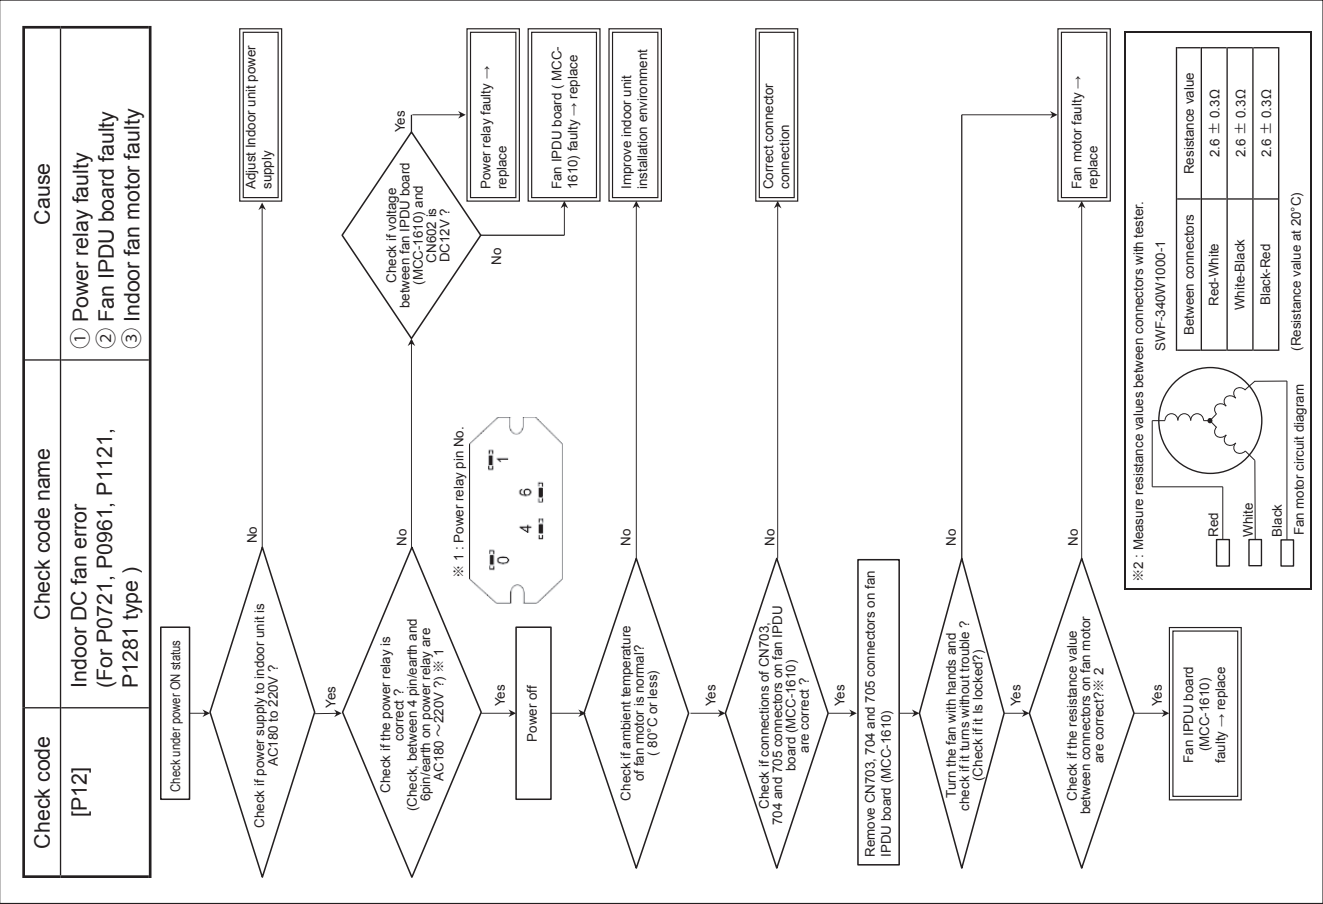 Check code
Check code name
Cause
[P12]
Indoor DC fan error
(For P0721, P0961, P1121,
P1281 type )
① Power relay faulty
② Fan IPDU board faulty
③ Indoor fan motor faulty
Check under power ON status
Check if power supply to indoor unit is
AC180 to 220V ?
No
Adjust Indoor unit power
supply
Yes
Check if the power relay is
correct ?
(Check, between 4 pin/earth and
6pin/earth on power relay are
AC180 ～220V ?) ※ 1
No
Check if voltage
between fan IPDU board
(MCC-1610) and
CN602 is
DC12V ?
Yes
Power relay faulty →
replace
No
Fan IPDU board ( MCC-
1610) faulty → replace
※ 1 : Power relay pin No.
0
4
6
1
Yes
Power off
Check if ambient temperature
of fan motor is normal?
( 80°C or less)
No
Improve indoor unit
installation environment
Yes
Check if connections of CN703,
704 and 705 connectors on fan IPDU
board (MCC-1610)
are correct ?
No
Correct connector
connection
Yes
Remove CN703, 704 and 705 connectors on fan
IPDU board (MCC-1610)
Turn the fan with hands and
check if it turns without trouble ?
(Check if it Is locked?)
No
Yes
Check if the resistance value
between connectors on fan motor
are correct?※ 2
No
Fan motor faulty →
replace
Yes
Fan IPDU board
(MCC-1610)
faulty → replace
※2 : Measure resistance values between connectors with tester.
SWF-340W1000-1
Between connectors
Resistance value
Red-White
2.6 ± 0.3Ω
White-Black
2.6 ± 0.3Ω
Black-Red
2.6 ± 0.3Ω
(Resistance value at 20°C)
Red
White
Black
Fan motor circuit diagram